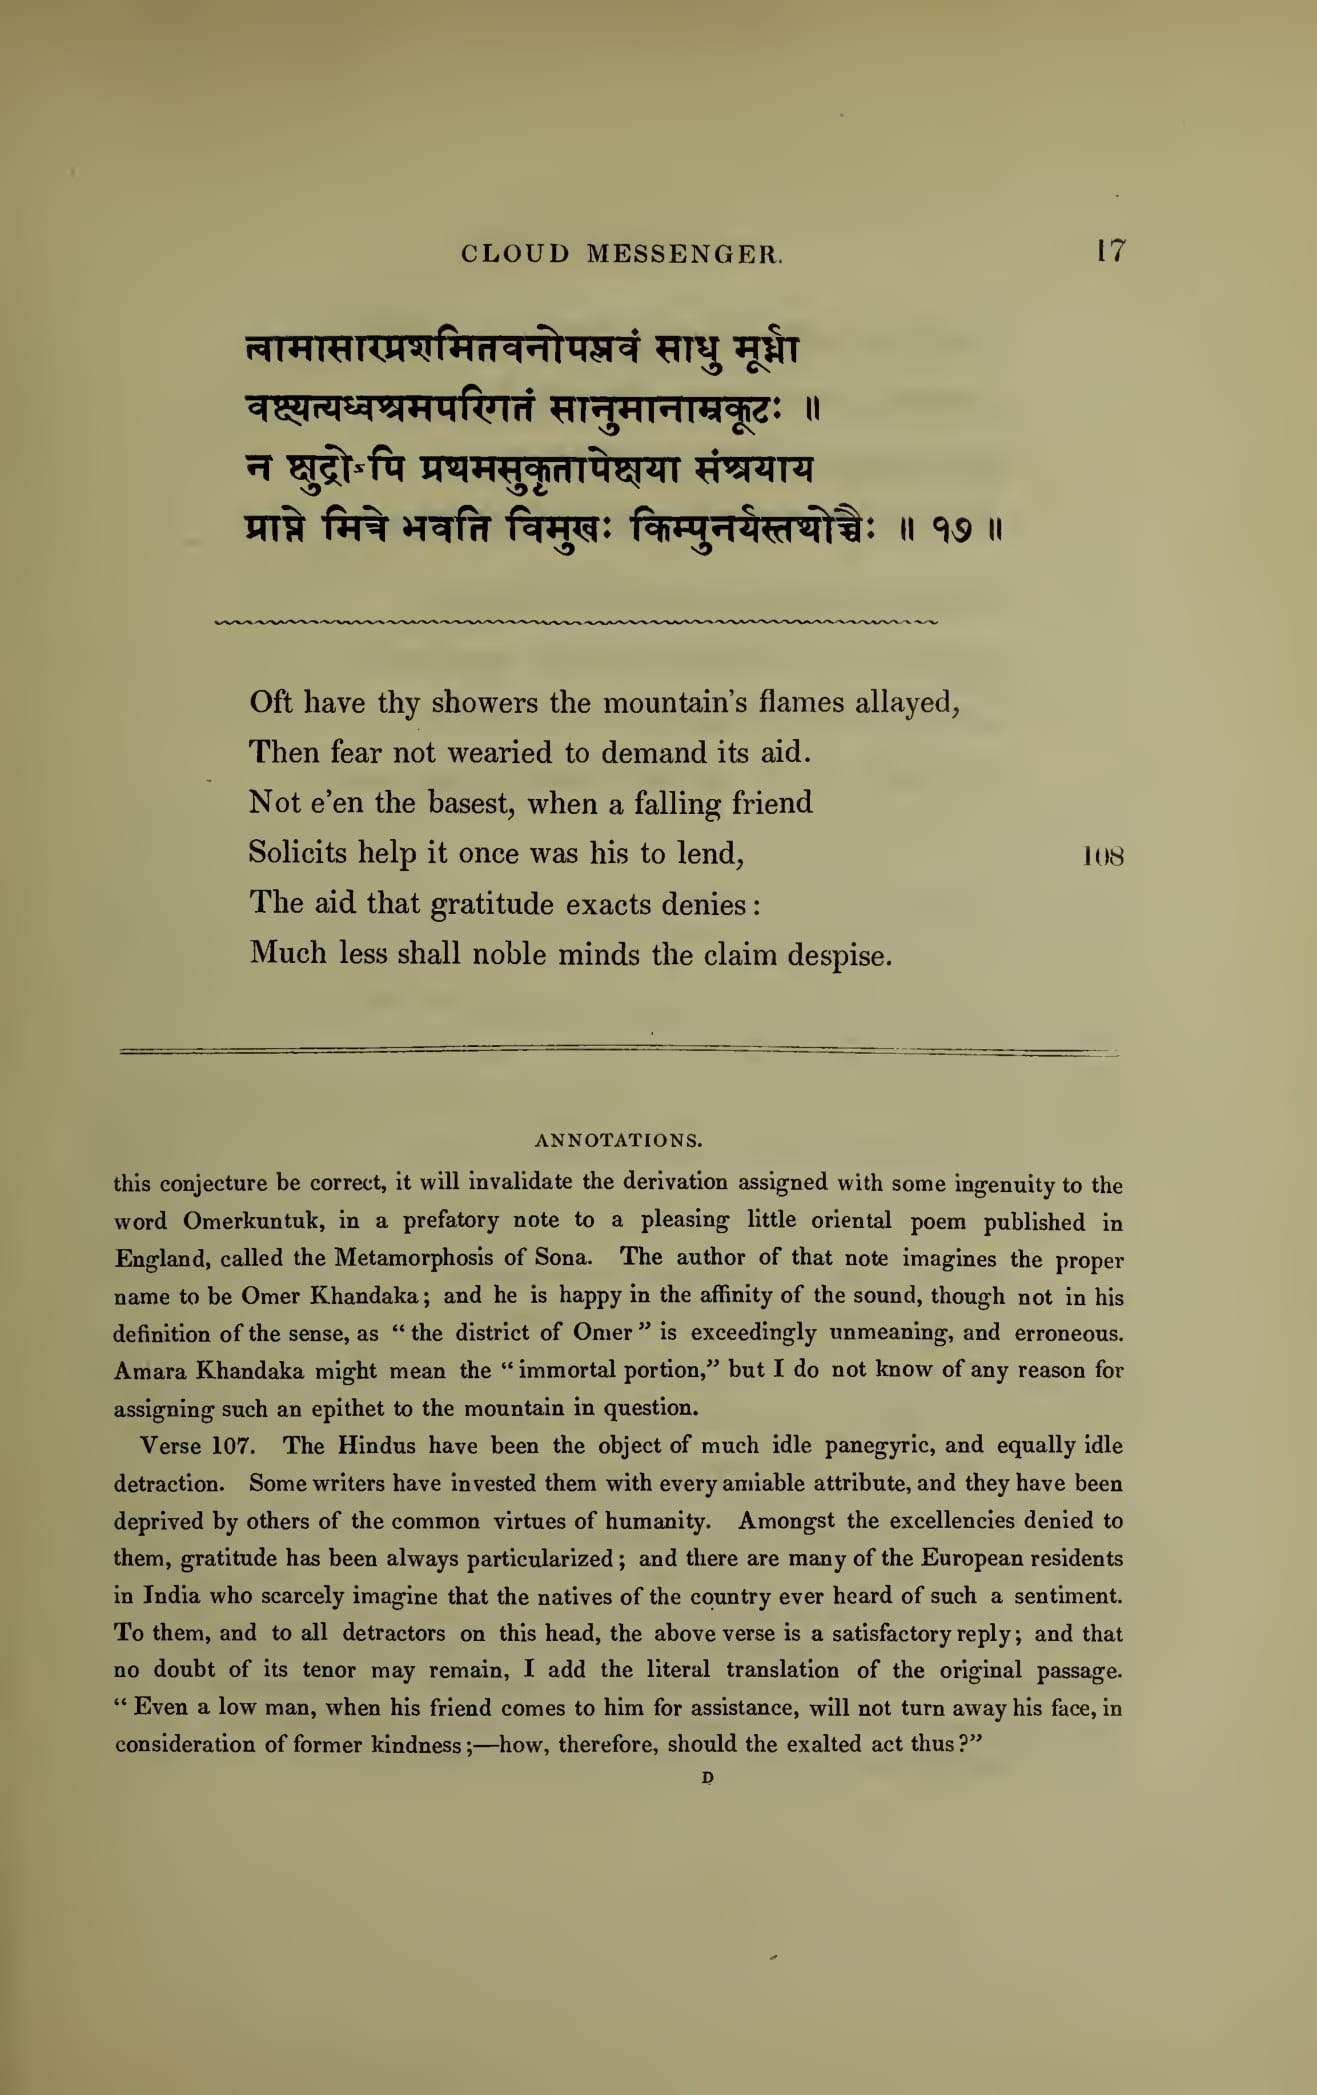 CLOUD MESSENGER. 17
त्वामासारप्रशमितवनोपप्लवं साधु मूर्ध्ना
वक्ष्यत्यध्वश्रमपरिगतं सानुमानाम्रकूटः ॥
न क्षुद्रोऽपि प्रथमसुकृतापेक्षया संश्रयाय
प्राप्ते मित्रे भवति विमुखः किम्पुनर्यस्तथोच्चैः ॥ १७ ॥
Oft have thy showers the mountain's flames allayed,
Then fear not wearied to demand its aid.
Not e'en the basest, when a falling friend
Solicits help it once was his to lend, 108
The aid that gratitude exacts denies:
Much less shall noble minds the claim despise.
ANNOTATIONS.
this conjecture be correct, it will invalidate the derivation assigned with some ingenuity to the
word Omerkuntuk, in a prefatory note to a pleasing little oriental poem published in
England, called the Metamorphosis of Sona. The author of that note imagines the proper
name to be Omer Khandaka; and he is happy in the affinity of the sound, though not in his
definition of the sense, as “the district of Omer” is exceedingly unmeaning, and erroneous.
Amara Khandaka might mean the “immortal portion,” but I do not know of any reason for
assigning such an epithet to the mountain in question.
Verse 107. The Hindus have been the object of much idle panegyric, and equally idle
detraction. Some writers have invested them with every amiable attribute, and they have been
deprived by others of the common virtues of humanity. Amongst the excellencies denied to
them, gratitude has been always particularized; and there are many of the European residents
in India who scarcely imagine that the natives of the country ever heard of such a sentiment.
To them, and to all detractors on this head, the above verse is a satisfactory reply; and that
no doubt of its tenor may remain, I add the literal translation of the original passage.
“Even a low man, when his friend comes to him for assistance, will not turn away his face, in
consideration of former kindness;—how, therefore, should the exalted act thus?”
D